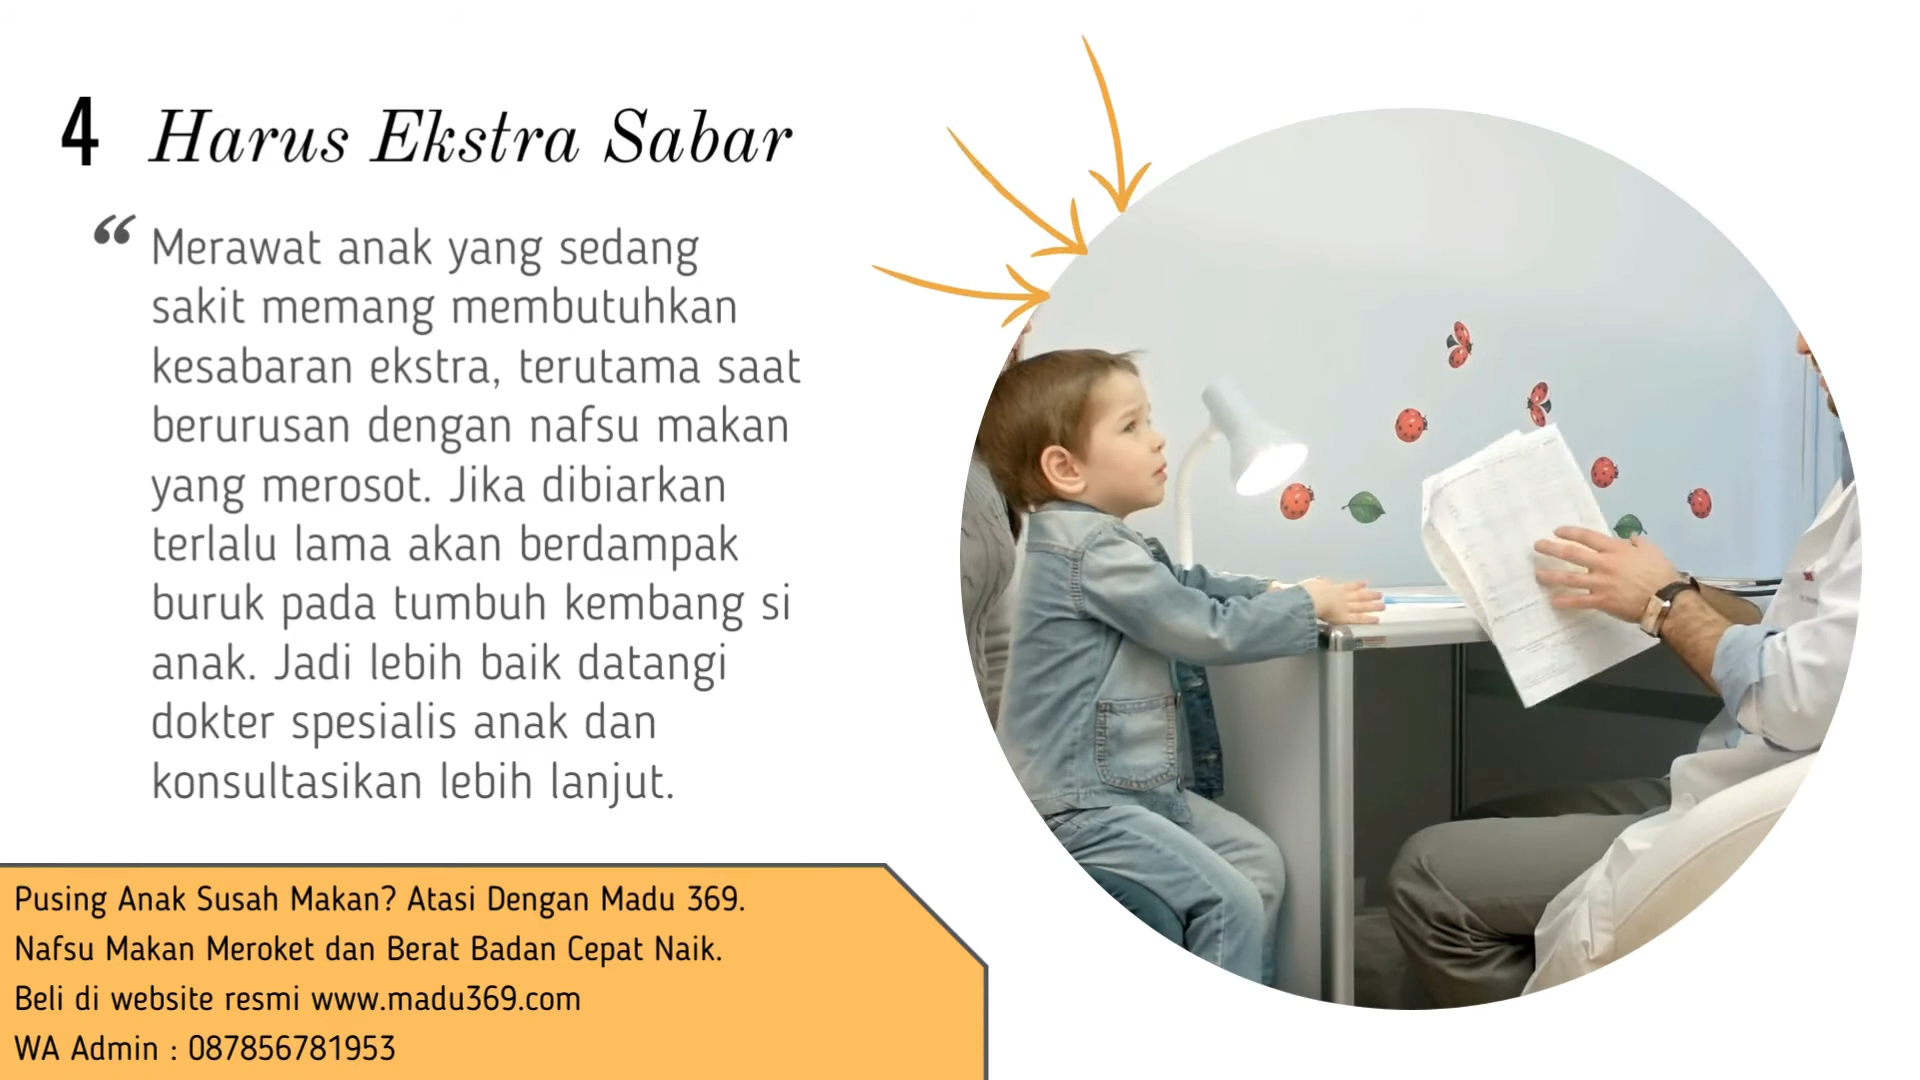 4 Harus Ekstra Sabar
“ Merawat anak yang sedang
sakit memang membutuhkan
kesabaran ekstra, terutama saat
berurusan dengan nafsu makan
yang merosot. Jika dibiarkan
terlalu lama akan berdampak
buruk pada tumbuh kembang si
anak. Jadi lebih baik datangi
dokter spesialis anak dan
konsultasikan lebih lanjut.
Pusing Anak Susah Makan? Atasi Dengan Madu 369.
Nafsu Makan Meroket dan Berat Badan Cepat Naik.
Beli di website resmi www.madu369.com
WA Admin : 087856781953